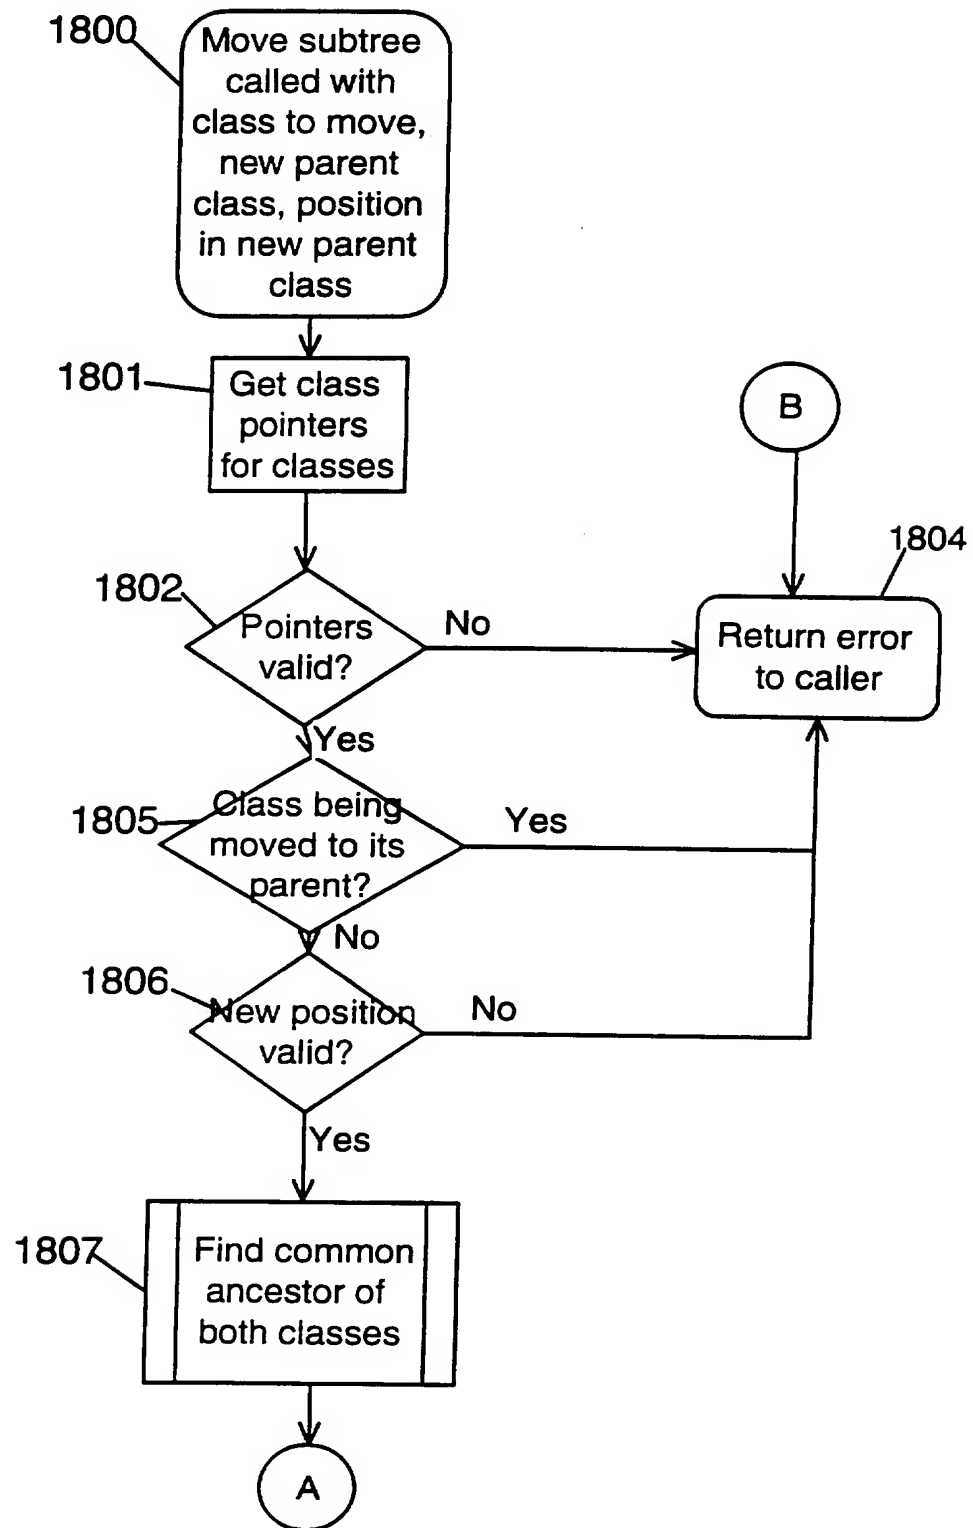 1800
Move subtree
called with
class to move,
new parent
class, position
in new parent
class
1801
Get class
pointers
for classes
B
1802
Pointers
valid?
No
1804
Return error
to caller
Yes
1805
Class being
moved to its
parent?
Yes
No
1806
New position
valid?
No
Yes
1807
Find common
ancestor of
both classes
A